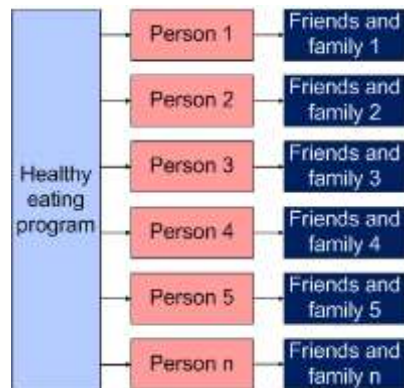 Healthy
eating
program
Person 1
Friends and
family 1
Person 2
Friends and
family 2
Person 3
Friends and
family 3
Person 4
Friends and
family 4
Person 5
Friends and
family 5
Person n
Friends and
family n